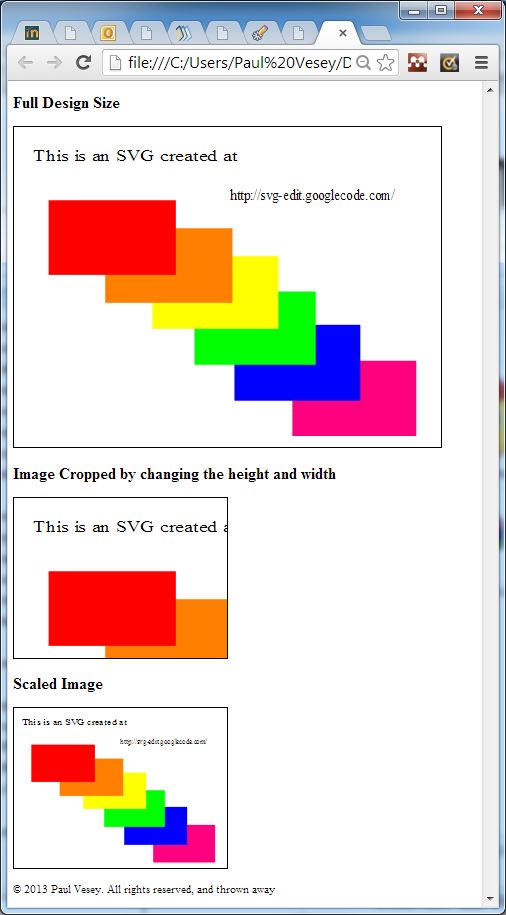 file:///C:/Users/Paul%20Vesey/D
Full Design Size
This is an SVG created at
http://svg-edit.googlecode.com/
Image Cropped by changing the height and width
This is an SVG created a
Scaled Image
This is an SVG created at
http://svg-edit.googlecode.com/
© 2013 Paul Vesey. All rights reserved, and thrown away